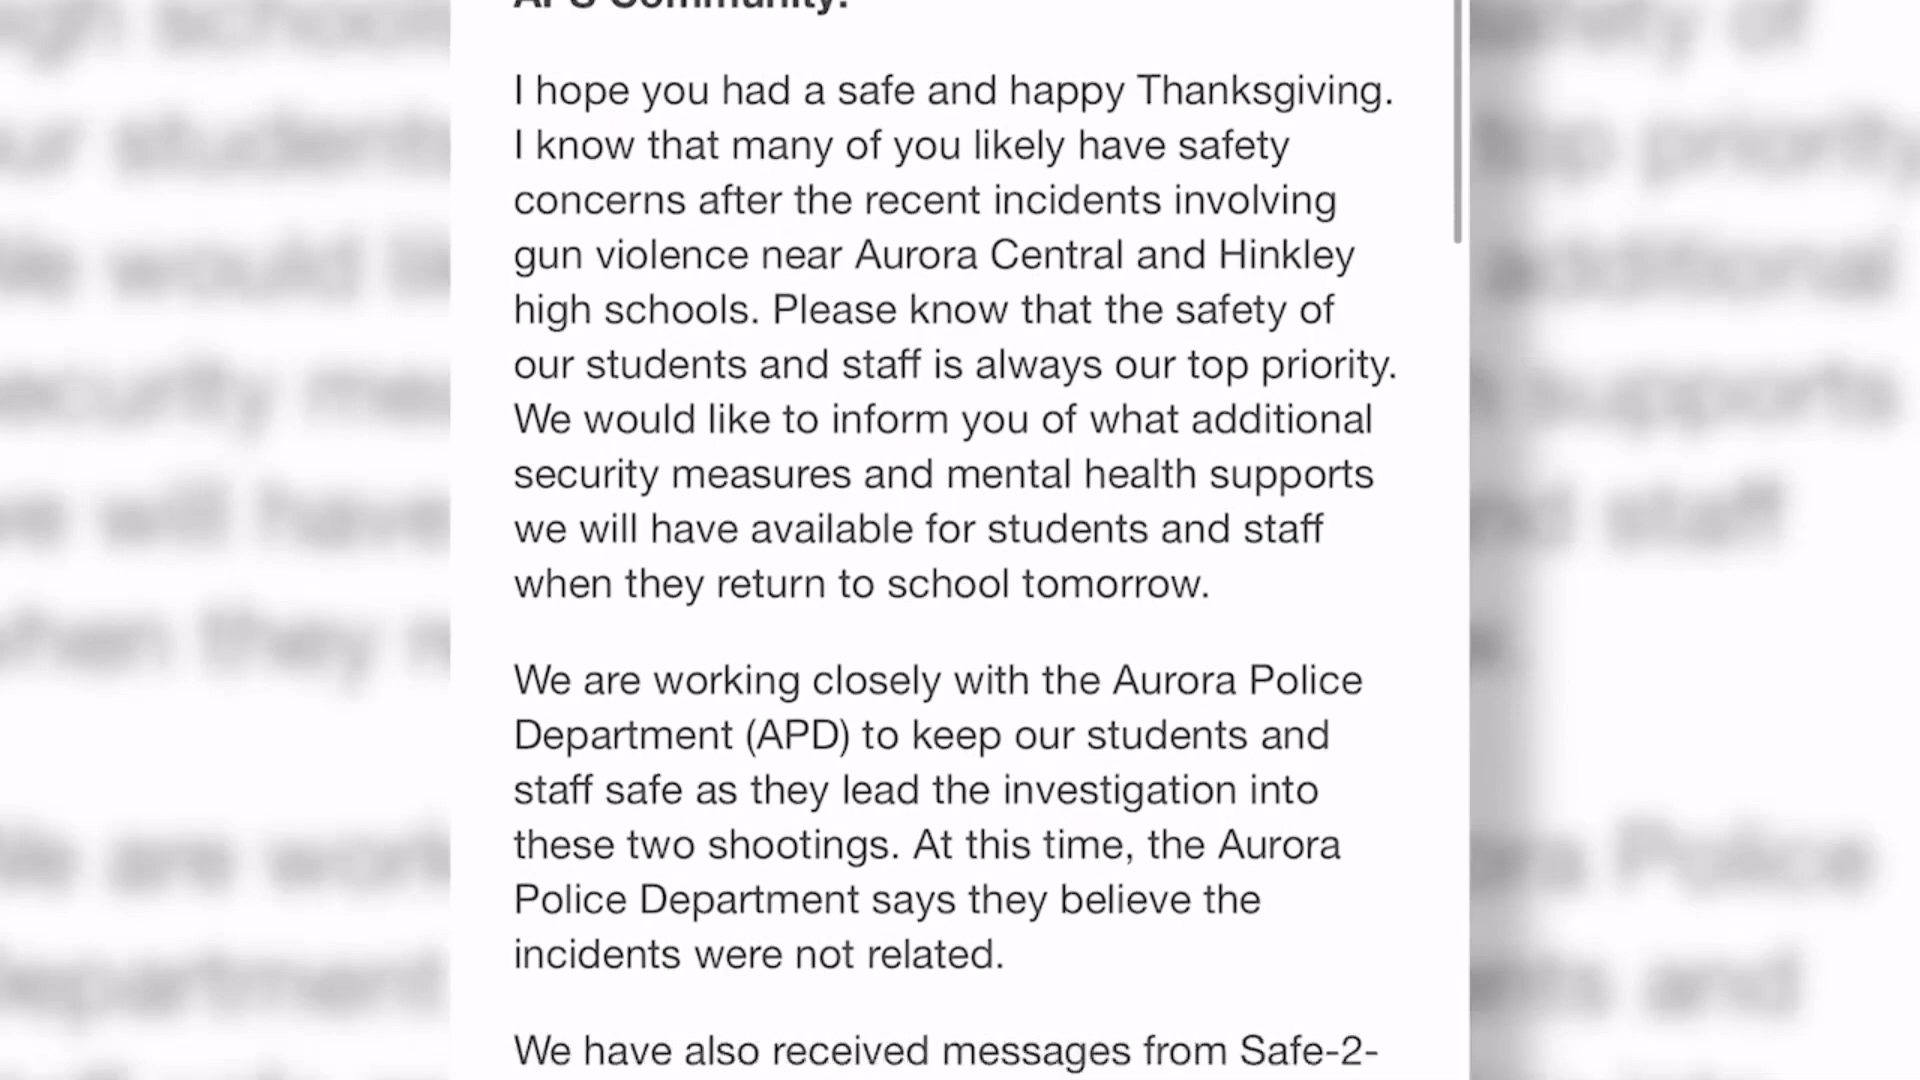 APS Community:
I hope you had a safe and happy Thanksgiving.
I know that many of you likely have safety
concerns after the recent incidents involving
gun violence near Aurora Central and Hinkley
high schools. Please know that the safety of
our students and staff is always our top priority.
We would like to inform you of what additional
security measures and mental health supports
we will have available for students and staff
when they return to school tomorrow.
We are working closely with the Aurora Police
Department (APD) to keep our students and
staff safe as they lead the investigation into
these two shootings. At this time, the Aurora
Police Department says they believe the
incidents were not related.
We have also received messages from Safe-2-